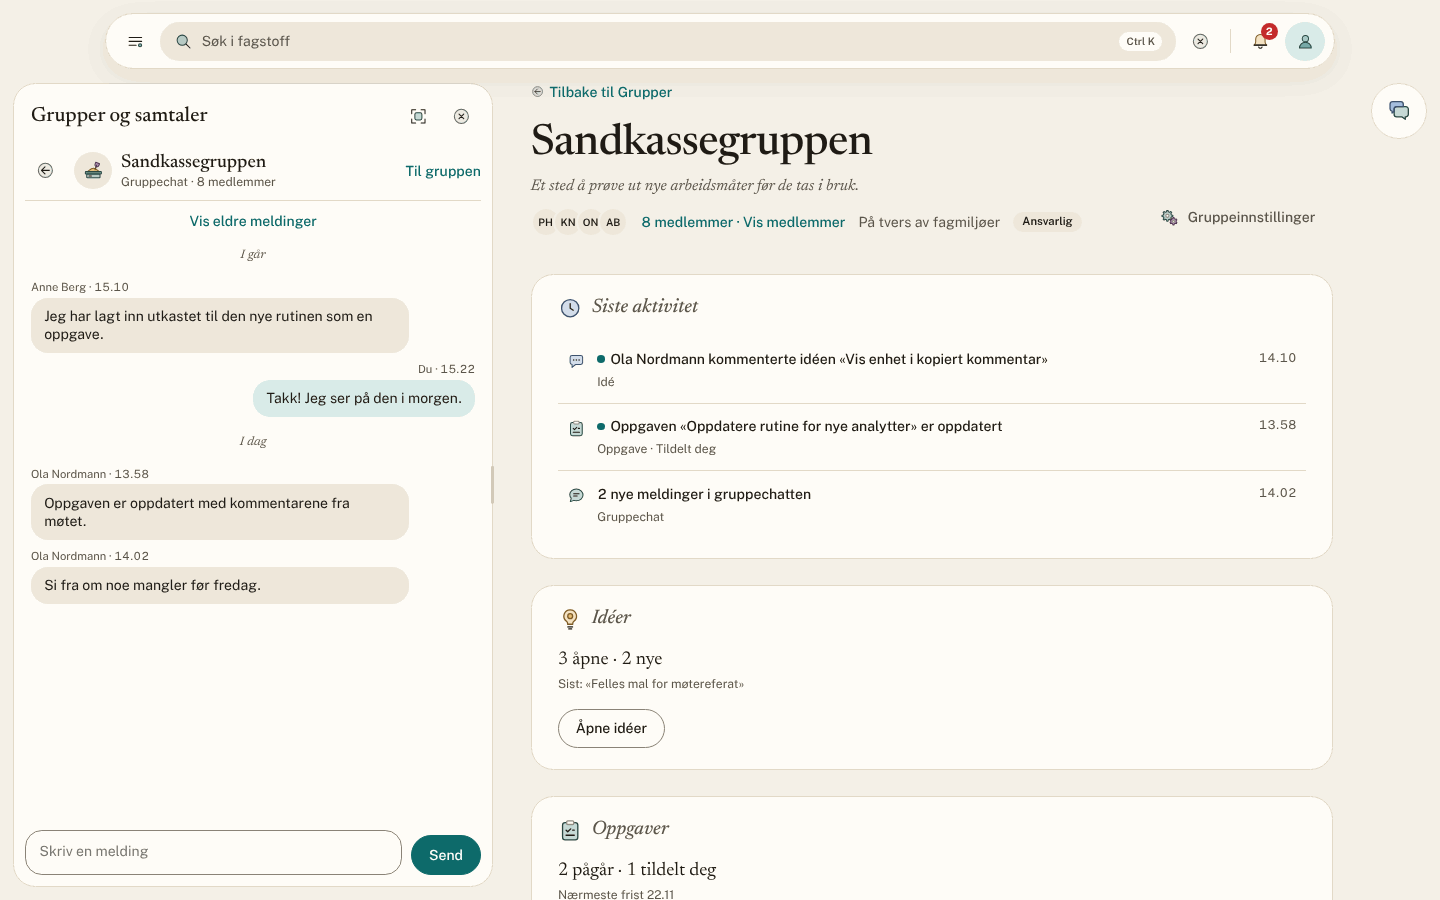 Søk i fagstoff
Ctrl K
2
Grupper og samtaler
Sandkassegruppen
Gruppechat · 8 medlemmer
Til gruppen
Vis eldre meldinger
I går
Anne Berg · 15.10
Jeg har lagt inn utkastet til den nye rutinen som en
oppgave.
Du · 15.22
Takk! Jeg ser på den i morgen.
I dag
Ola Nordmann · 13.58
Oppgaven er oppdatert med kommentarene fra
møtet.
Ola Nordmann · 14.02
Si fra om noe mangler før fredag.
Skriv en melding
Send
Tilbake til Grupper
Sandkassegruppen
Et sted å prøve ut nye arbeidsmåter før de tas i bruk.
PH KN ON AB
8 medlemmer · Vis medlemmer
På tvers av fagmiljøer
Ansvarlig
Gruppeinnstillinger
Siste aktivitet
Ola Nordmann kommenterte idéen «Vis enhet i kopiert kommentar»
14.10
Idé
Oppgaven «Oppdatere rutine for nye analytter» er oppdatert
13.58
Oppgave · Tildelt deg
2 nye meldinger i gruppechatten
14.02
Gruppechat
Idéer
3 åpne · 2 nye
Sist: «Felles mal for møtereferat»
Åpne idéer
Oppgaver
2 pågår · 1 tildelt deg
Nærmeste frist 22.11